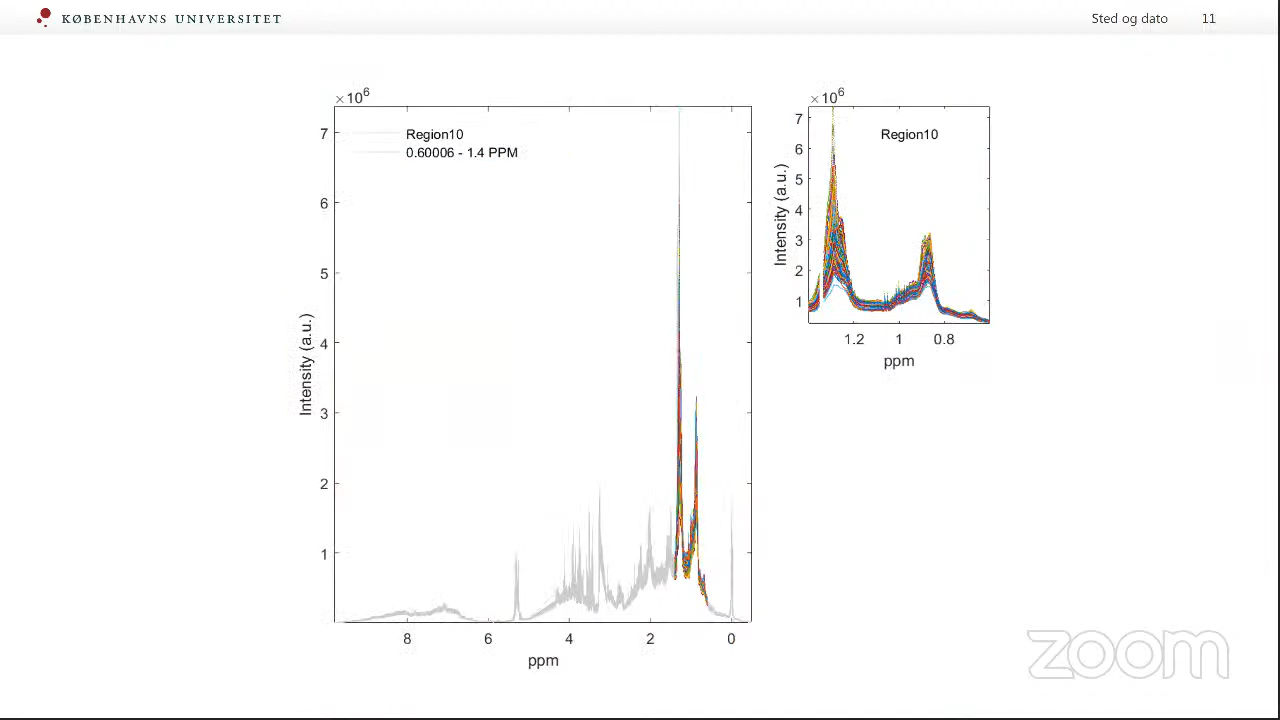 KØBENHAVNS UNIVERSITET
Sted og dato 11
×10⁶
Region10
0.60006 - 1.4 PPM
7
6
5
4
3
2
1
Intensity (a.u.)
8 6 4 2 0
ppm
×10⁶
Region10
7
6
5
4
3
2
1
Intensity (a.u.)
1.2 1 0.8
ppm
zoom